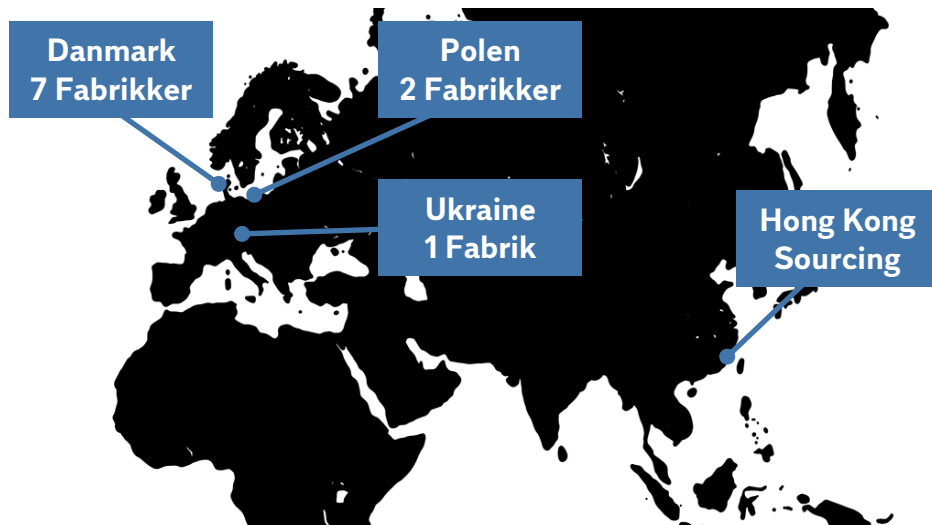 Danmark
7 Fabrikker
Polen
2 Fabrikker
Ukraine
1 Fabrik
Hong Kong
Sourcing